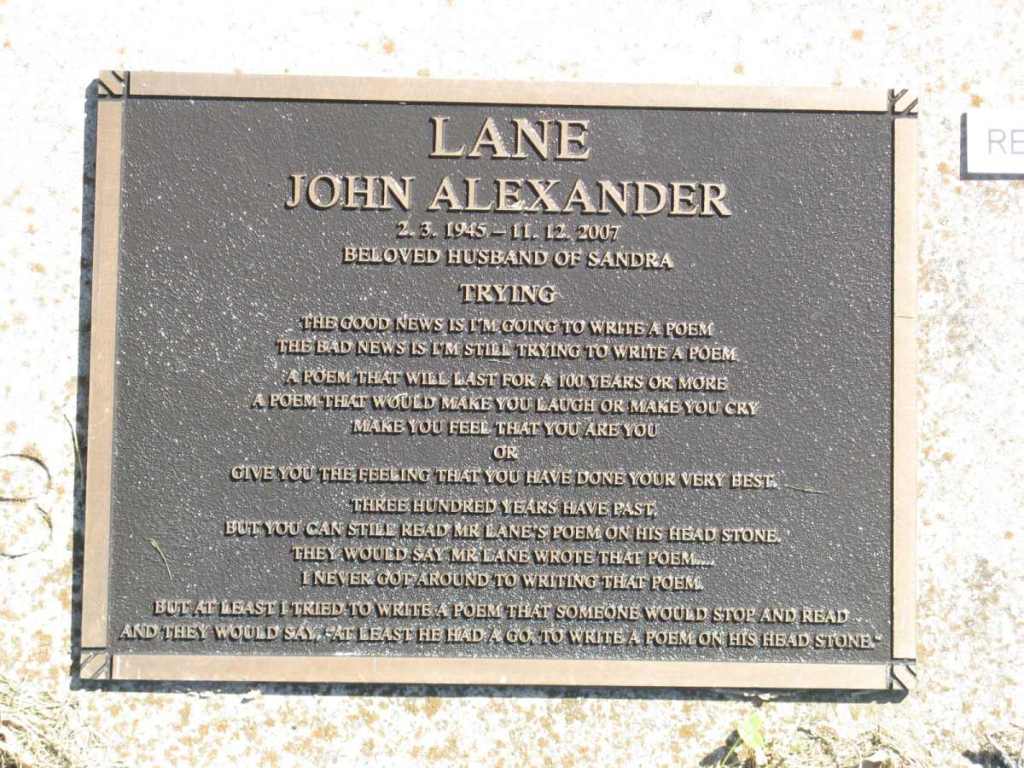 LANE
JOHN ALEXANDER
2. 3. 1945 – 11. 12. 2007
BELOVED HUSBAND OF SANDRA
TRYING
THE GOOD NEWS IS I'M GOING TO WRITE A POEM
THE BAD NEWS IS I'M STILL TRYING TO WRITE A POEM
A POEM THAT WILL LAST FOR A 100 YEARS OR MORE
A POEM THAT WOULD MAKE YOU LAUGH OR MAKE YOU CRY
MAKE YOU FEEL THAT YOU ARE YOU
OR
GIVE YOU THE FEELING THAT YOU HAVE DONE YOUR VERY BEST.
THREE HUNDRED YEARS HAVE PAST,
BUT YOU CAN STILL READ MR LANE'S POEM ON HIS HEAD STONE.
THEY WOULD SAY MR LANE WROTE THAT POEM....
I NEVER GOT AROUND TO WRITING THAT POEM.
BUT AT LEAST I TRIED TO WRITE A POEM THAT SOMEONE WOULD STOP AND READ
AND THEY WOULD SAY, "AT LEAST HE HAD A GO, TO WRITE A POEM ON HIS HEAD STONE."
RE